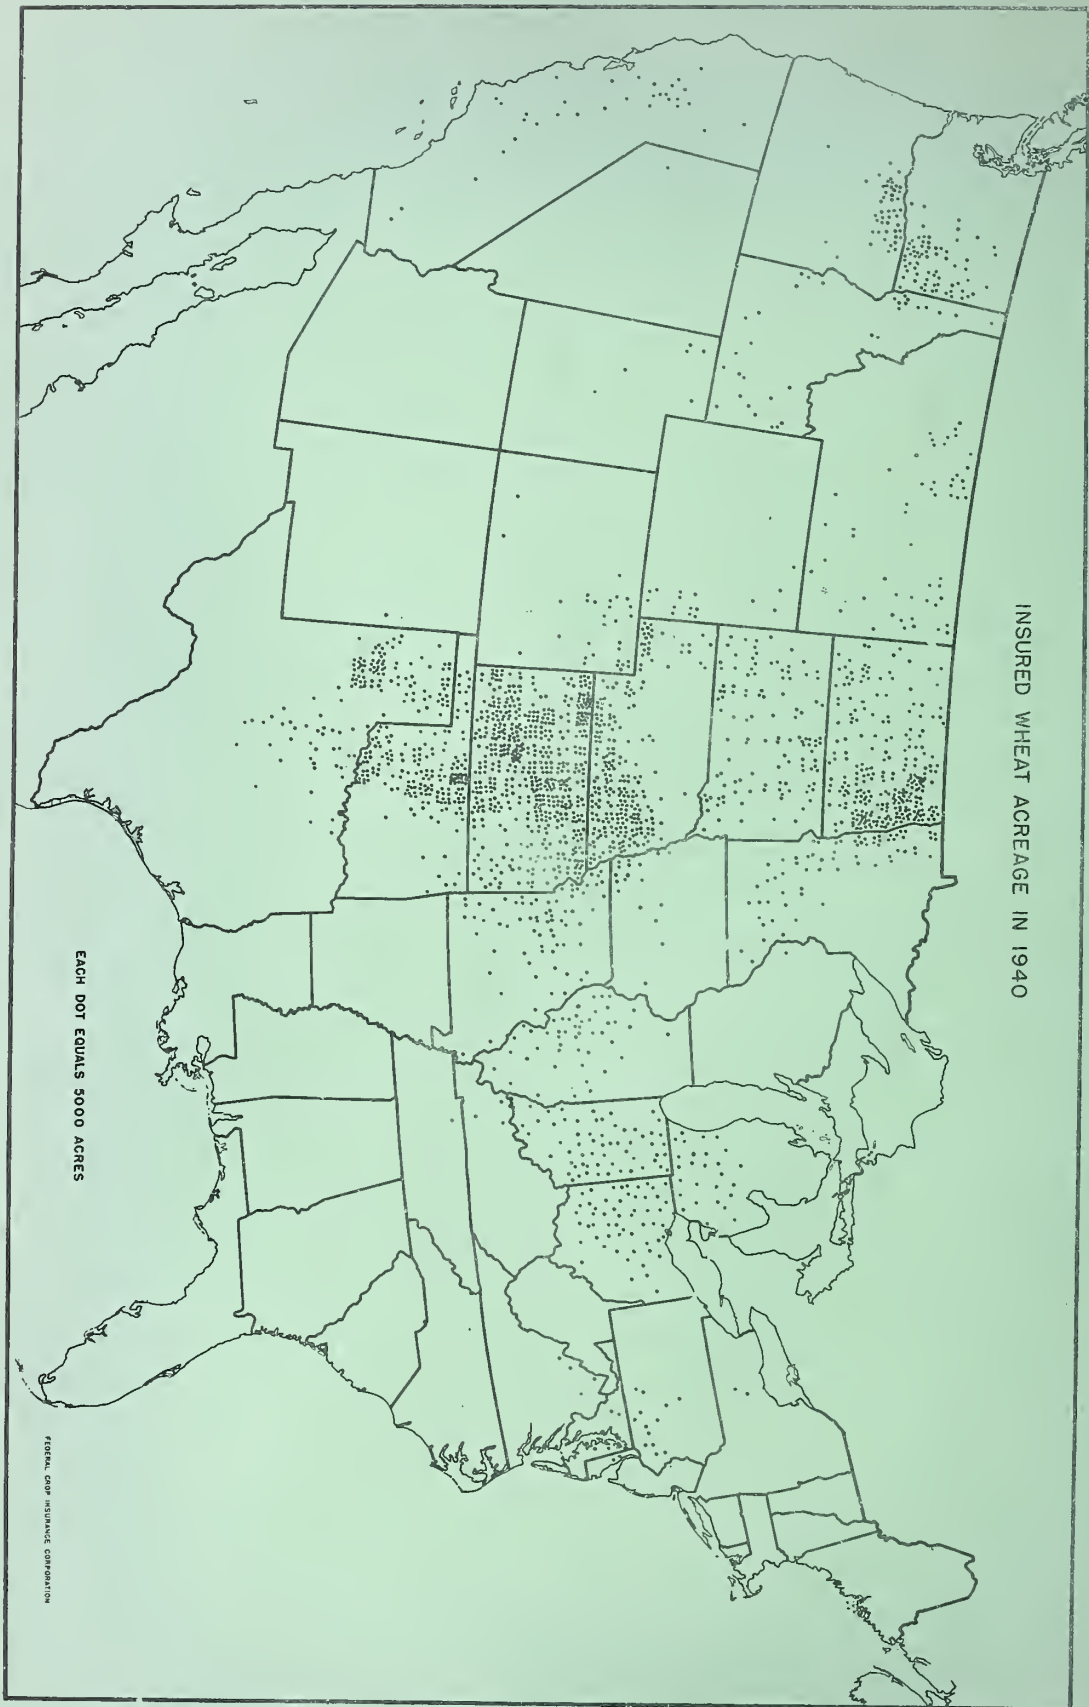 INSURED WHEAT ACREAGE IN 1940
EACH DOT EQUALS 5000 ACRES
FEDERAL CROP INSURANCE CORPORATION